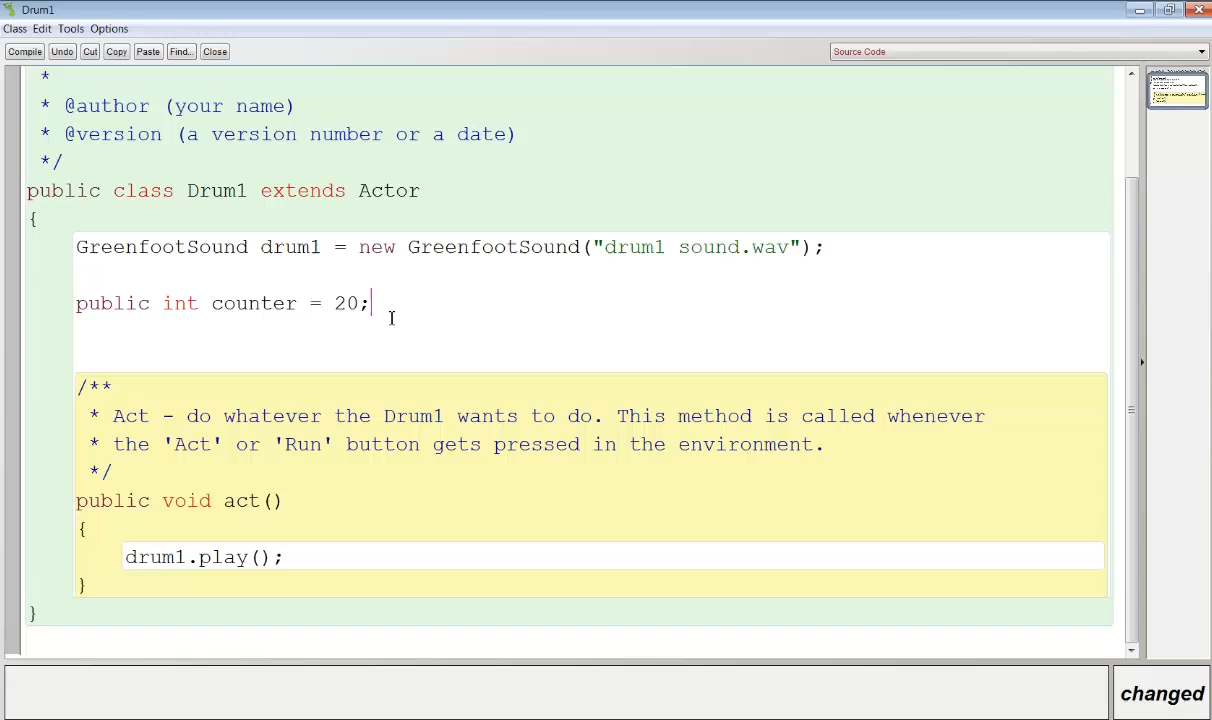 Drum1
Class Edit Tools Options
Compile Undo Cut Copy Paste Find... Close Source Code
*
* @author (your name)
* @version (a version number or a date)
*/
public class Drum1 extends Actor
{
GreenfootSound drum1 = new GreenfootSound("drum1 sound.wav");
public int counter = 20;
/**
* Act - do whatever the Drum1 wants to do. This method is called whenever
* the 'Act' or 'Run' button gets pressed in the environment.
*/
public void act()
{
drum1.play();
}
}
changed